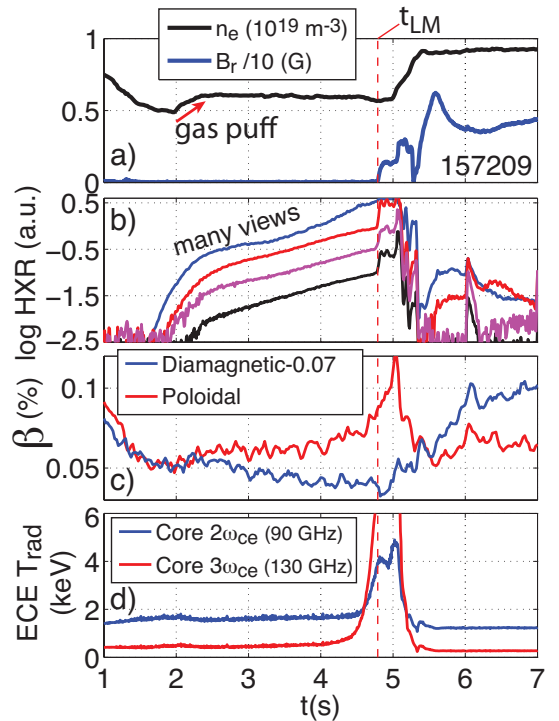 t_LM
n_e (10^19 m^-3)
B_r /10 (G)
1
0.5
0
gas puff
a)
157209
log HXR (a.u.)
0.5
−0.5
−1.5
−2.5
many views
b)
β (%)
0.1
0.05
Diamagnetic-0.07
Poloidal
c)
ECE T_rad
(keV)
6
4
2
0
Core 2ω_ce (90 GHz)
Core 3ω_ce (130 GHz)
d)
1 2 3 4 5 6 7
t(s)